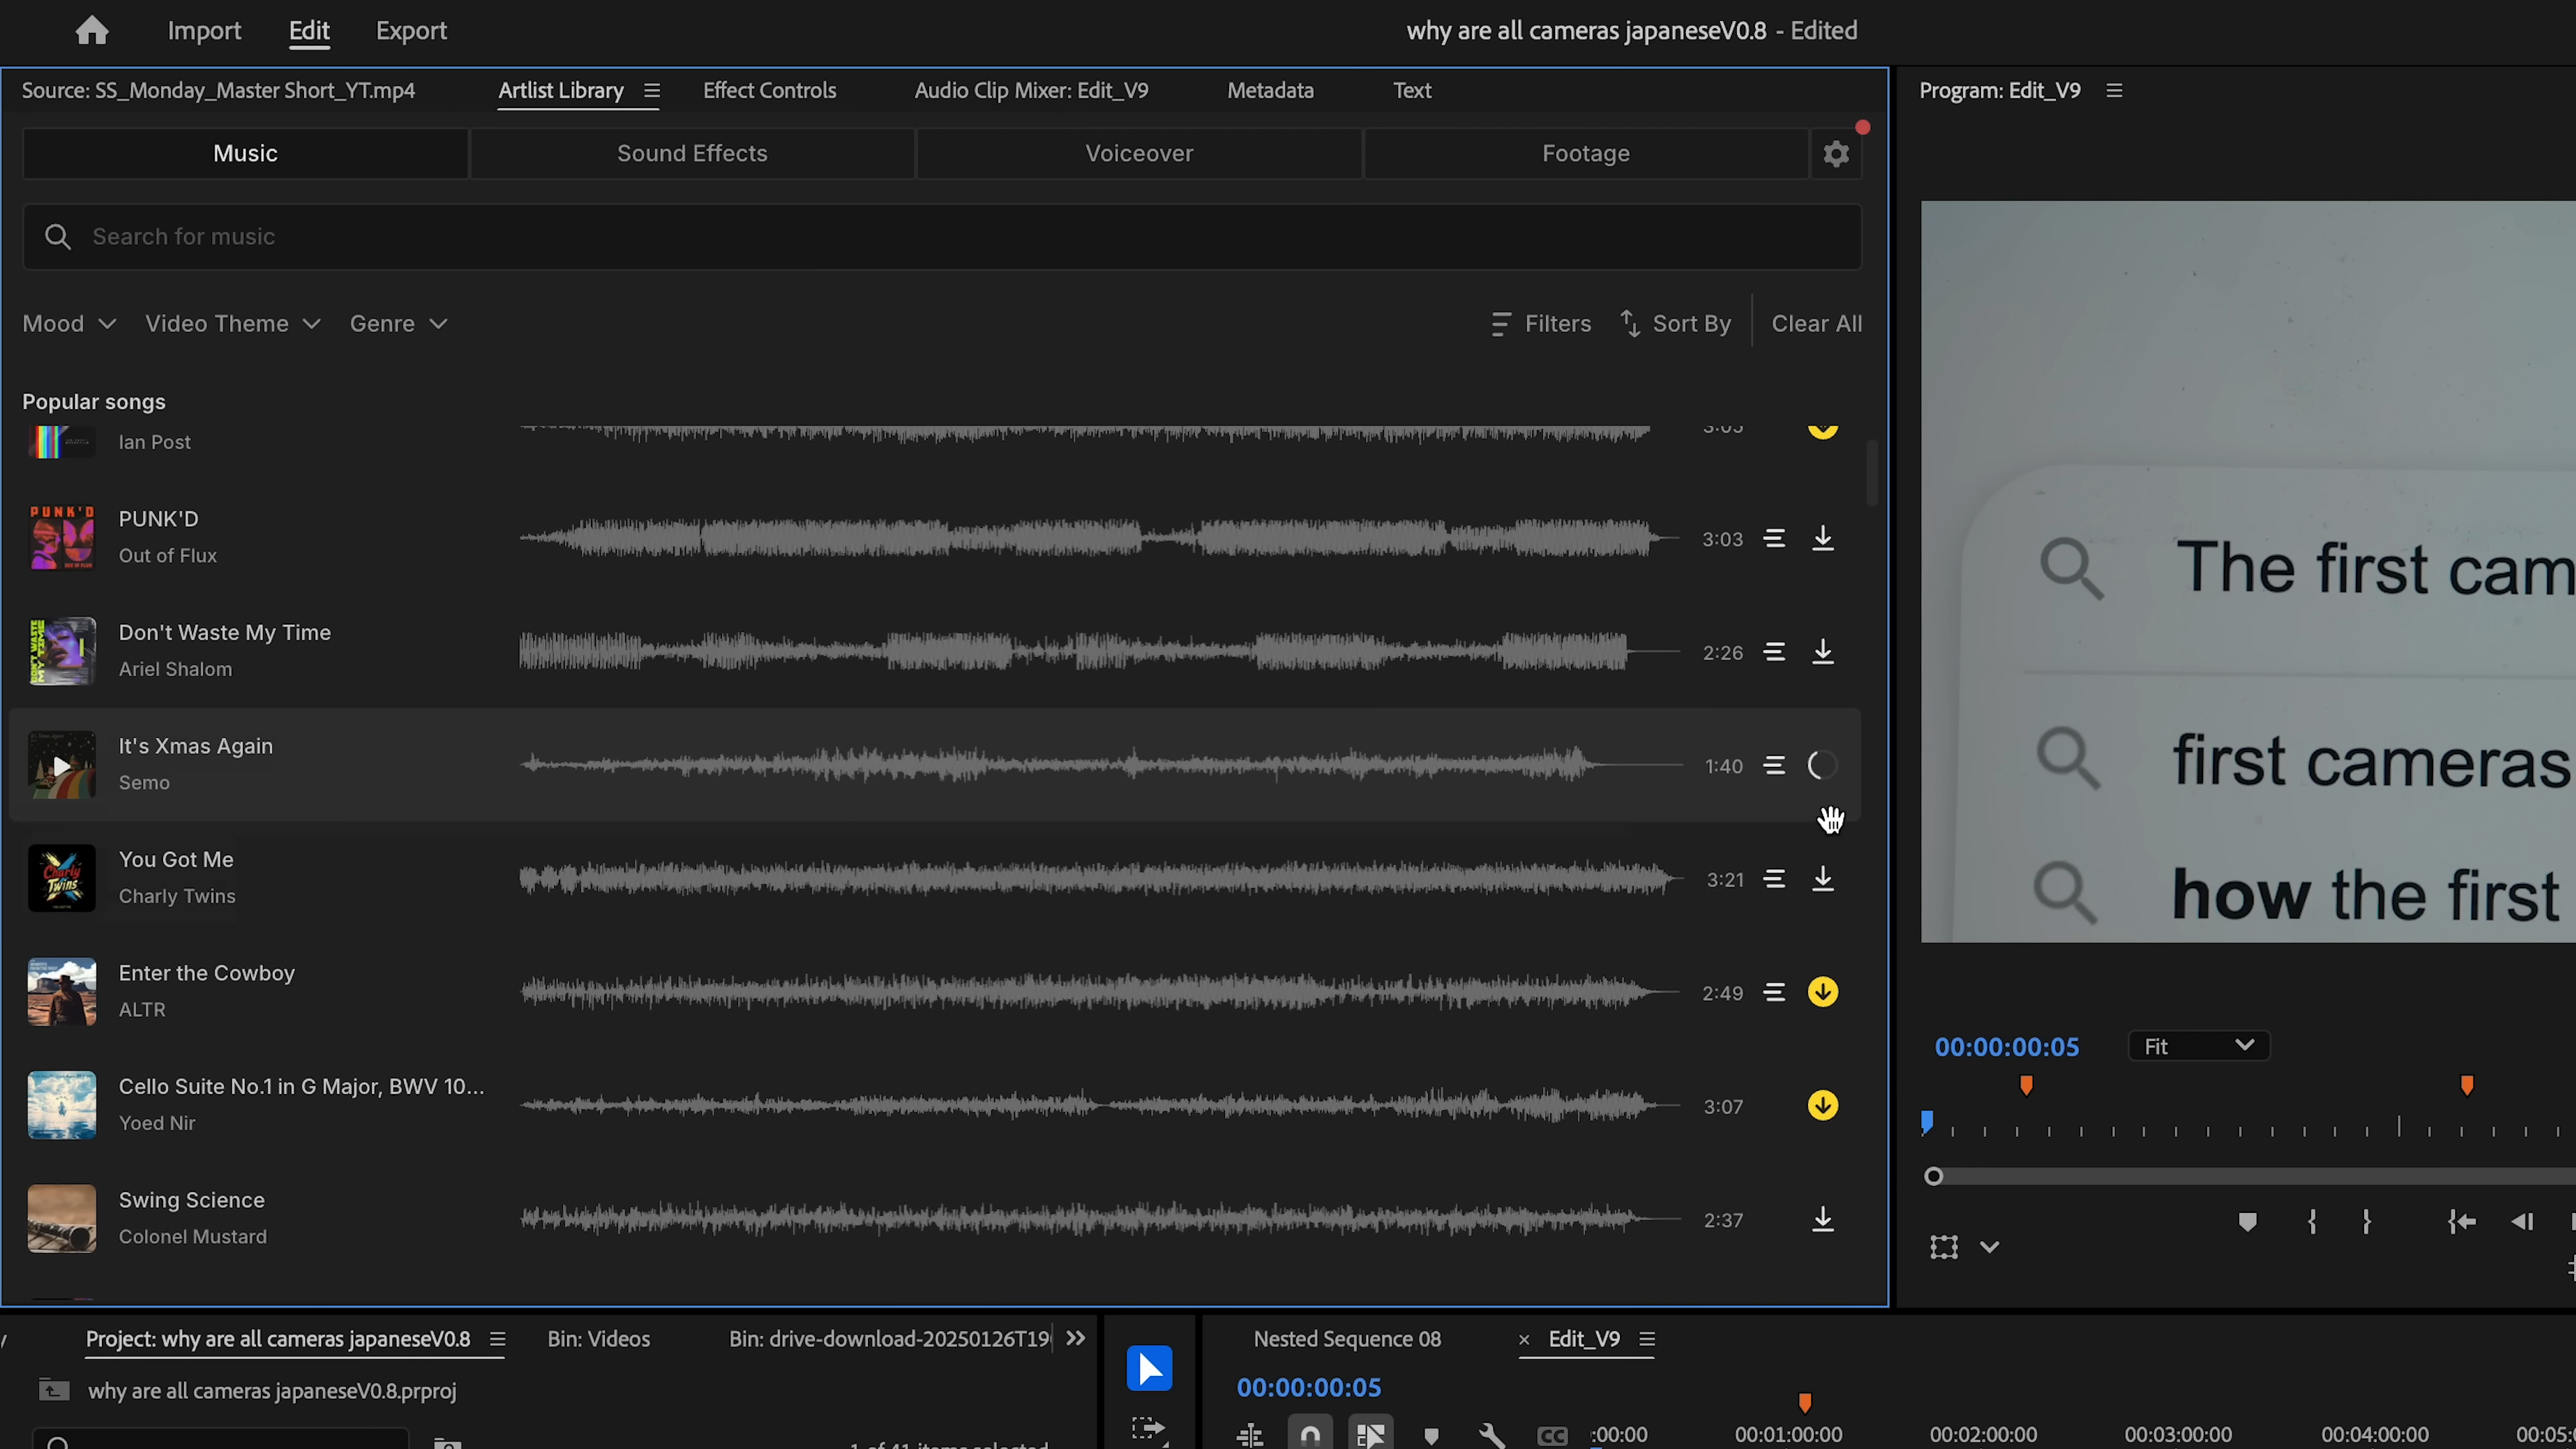 Import Edit Export
why are all cameras japaneseV0.8 - Edited
Source: SS_Monday_Master Short_YT.mp4 Artlist Library Effect Controls Audio Clip Mixer: Edit_V9 Metadata Text
Program: Edit_V9
Music Sound Effects Voiceover Footage
Search for music
Mood Video Theme Genre Filters Sort By Clear All
Popular songs
Ian Post
PUNK'D
Out of Flux
3:03
Don't Waste My Time
Ariel Shalom
2:26
It's Xmas Again
Semo
1:40
You Got Me
Charly Twins
3:21
Enter the Cowboy
ALTR
2:49
Cello Suite No.1 in G Major, BWV 10...
Yoed Nir
3:07
Swing Science
Colonel Mustard
2:37
The first cam
first cameras
how the first
00:00:00:05 Fit
Project: why are all cameras japaneseV0.8 Bin: Videos Bin: drive-download-20250126T19
why are all cameras japaneseV0.8.prproj
1 of 41 items selected
Nested Sequence 08 × Edit_V9
00:00:00:05
CC :00:00 00:01:00:00 00:02:00:00 00:03:00:00 00:04:00:00 00:05: